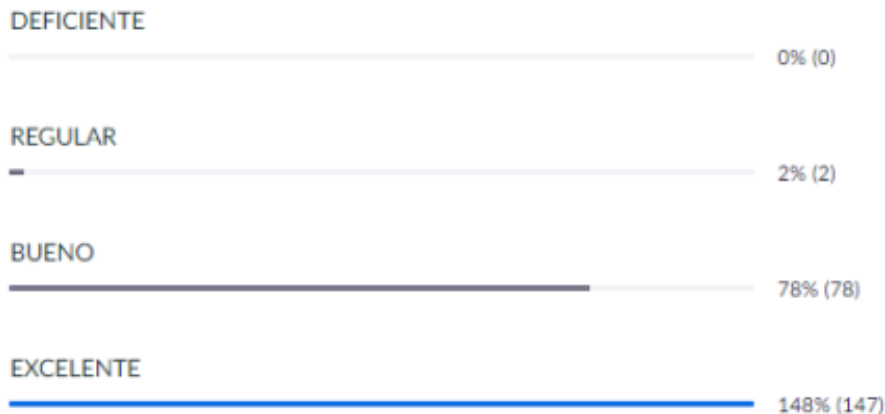 DEFICIENTE
0% (0)
REGULAR
2% (2)
BUENO
78% (78)
EXCELENTE
148% (147)